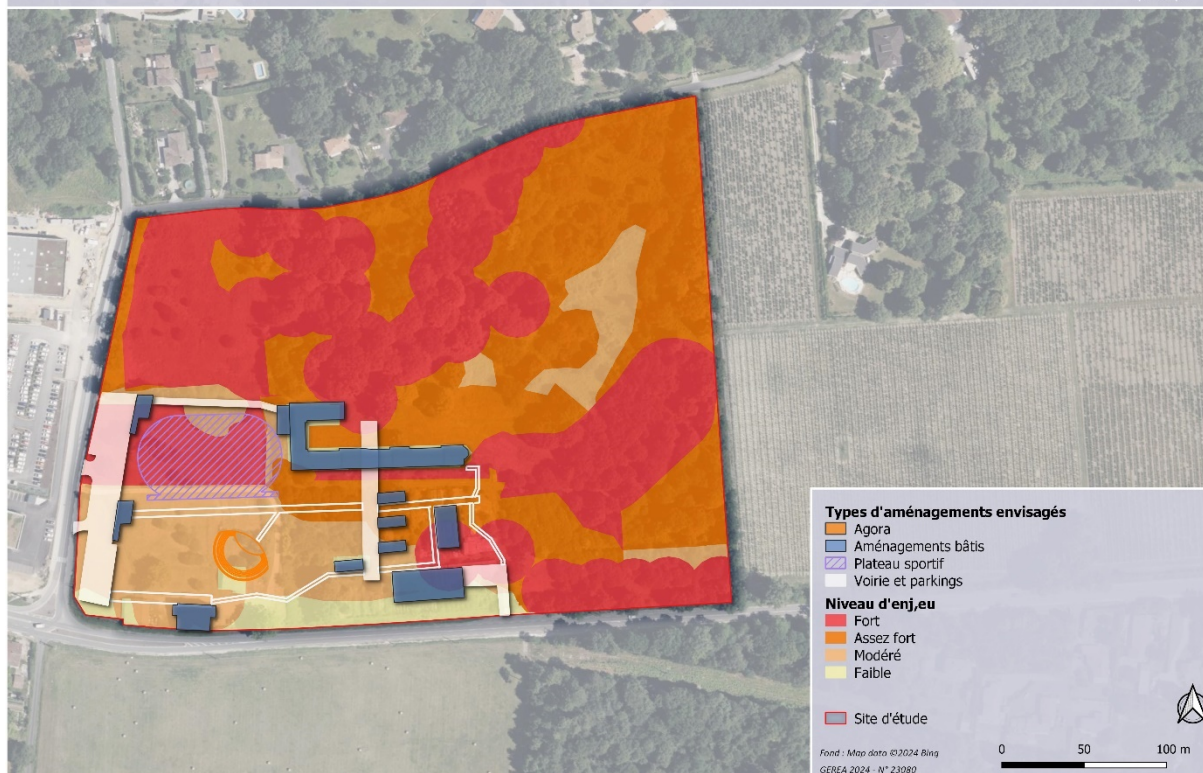 Types d'aménagements envisagés
Agora
Aménagements bâtis
Plateau sportif
Voirie et parkings
Niveau d'enj,eu
Fort
Assez fort
Modéré
Faible
Site d'étude
Fond : Map data ©2024 Bing
GEREA 2024 - N° 23080
0 50 100 m